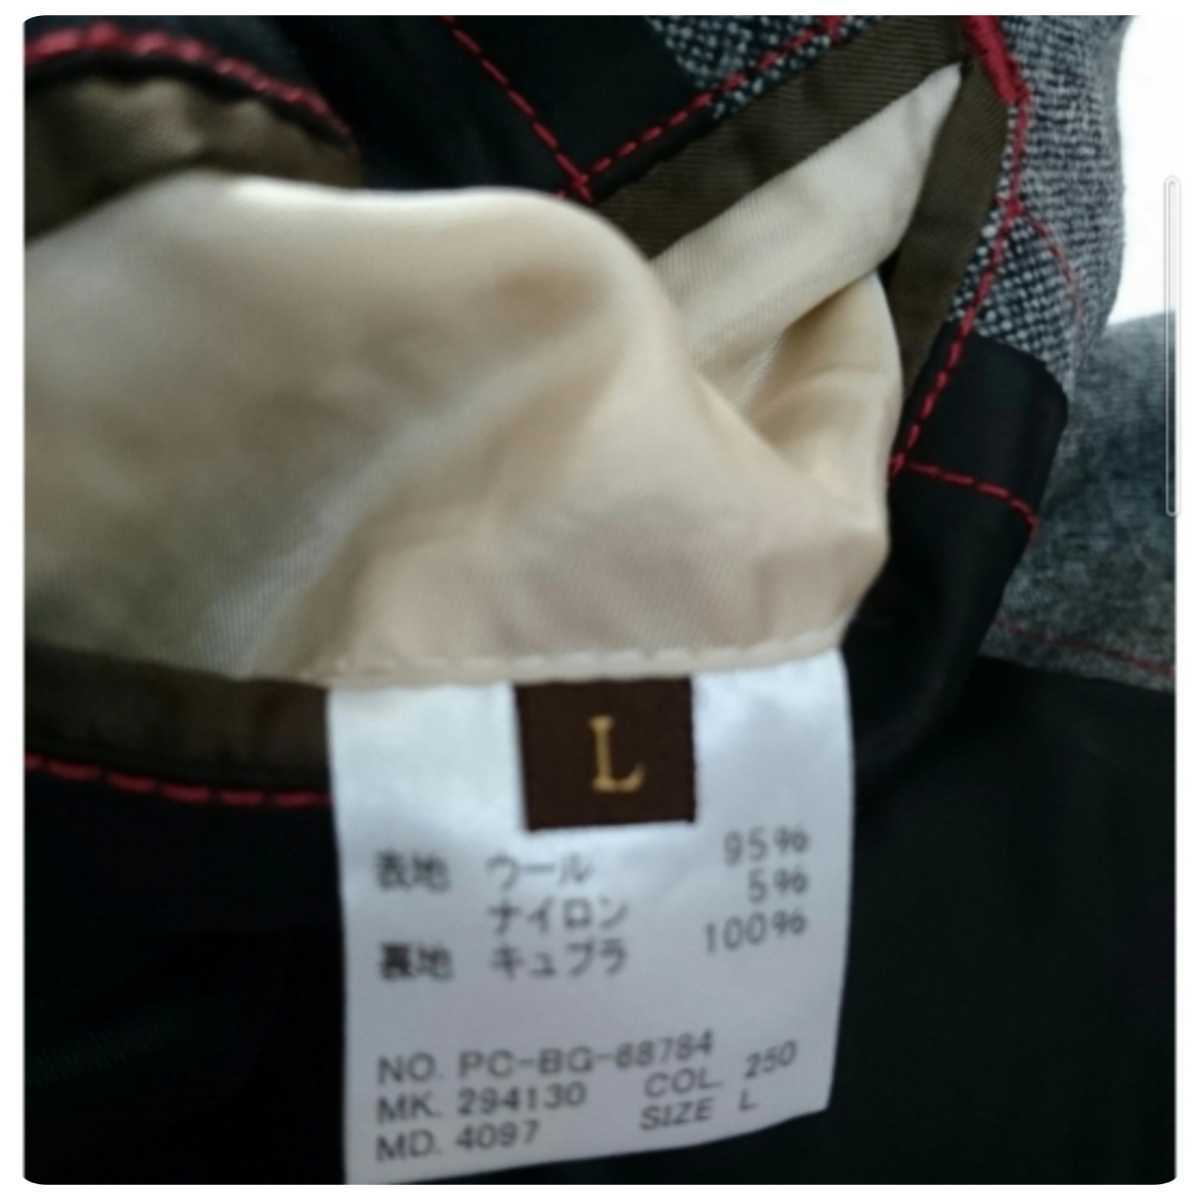 L
表地 ウール 95%
ナイロン 5%
裏地 キュプラ 100%
NO. PC-BG-68784
MK. 294130 COL. 250
MD. 4097 SIZE L